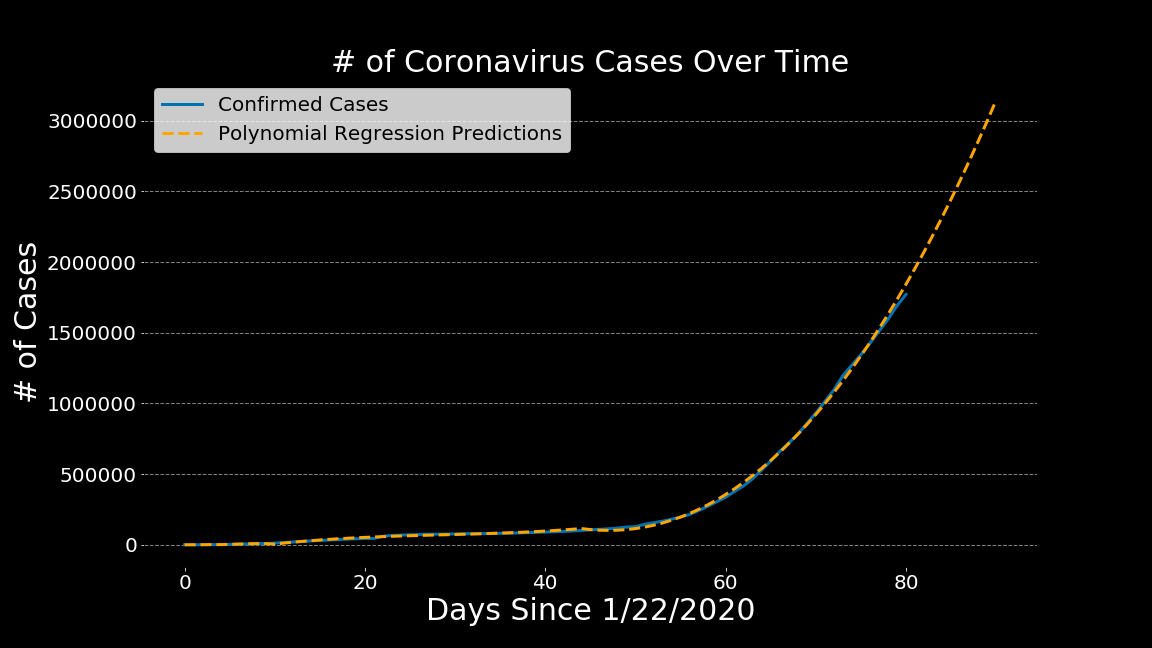 # of Coronavirus Cases Over Time
Confirmed Cases
Polynomial Regression Predictions
3000000
2500000
2000000
1500000
1000000
500000
0
# of Cases
0 20 40 60 80
Days Since 1/22/2020